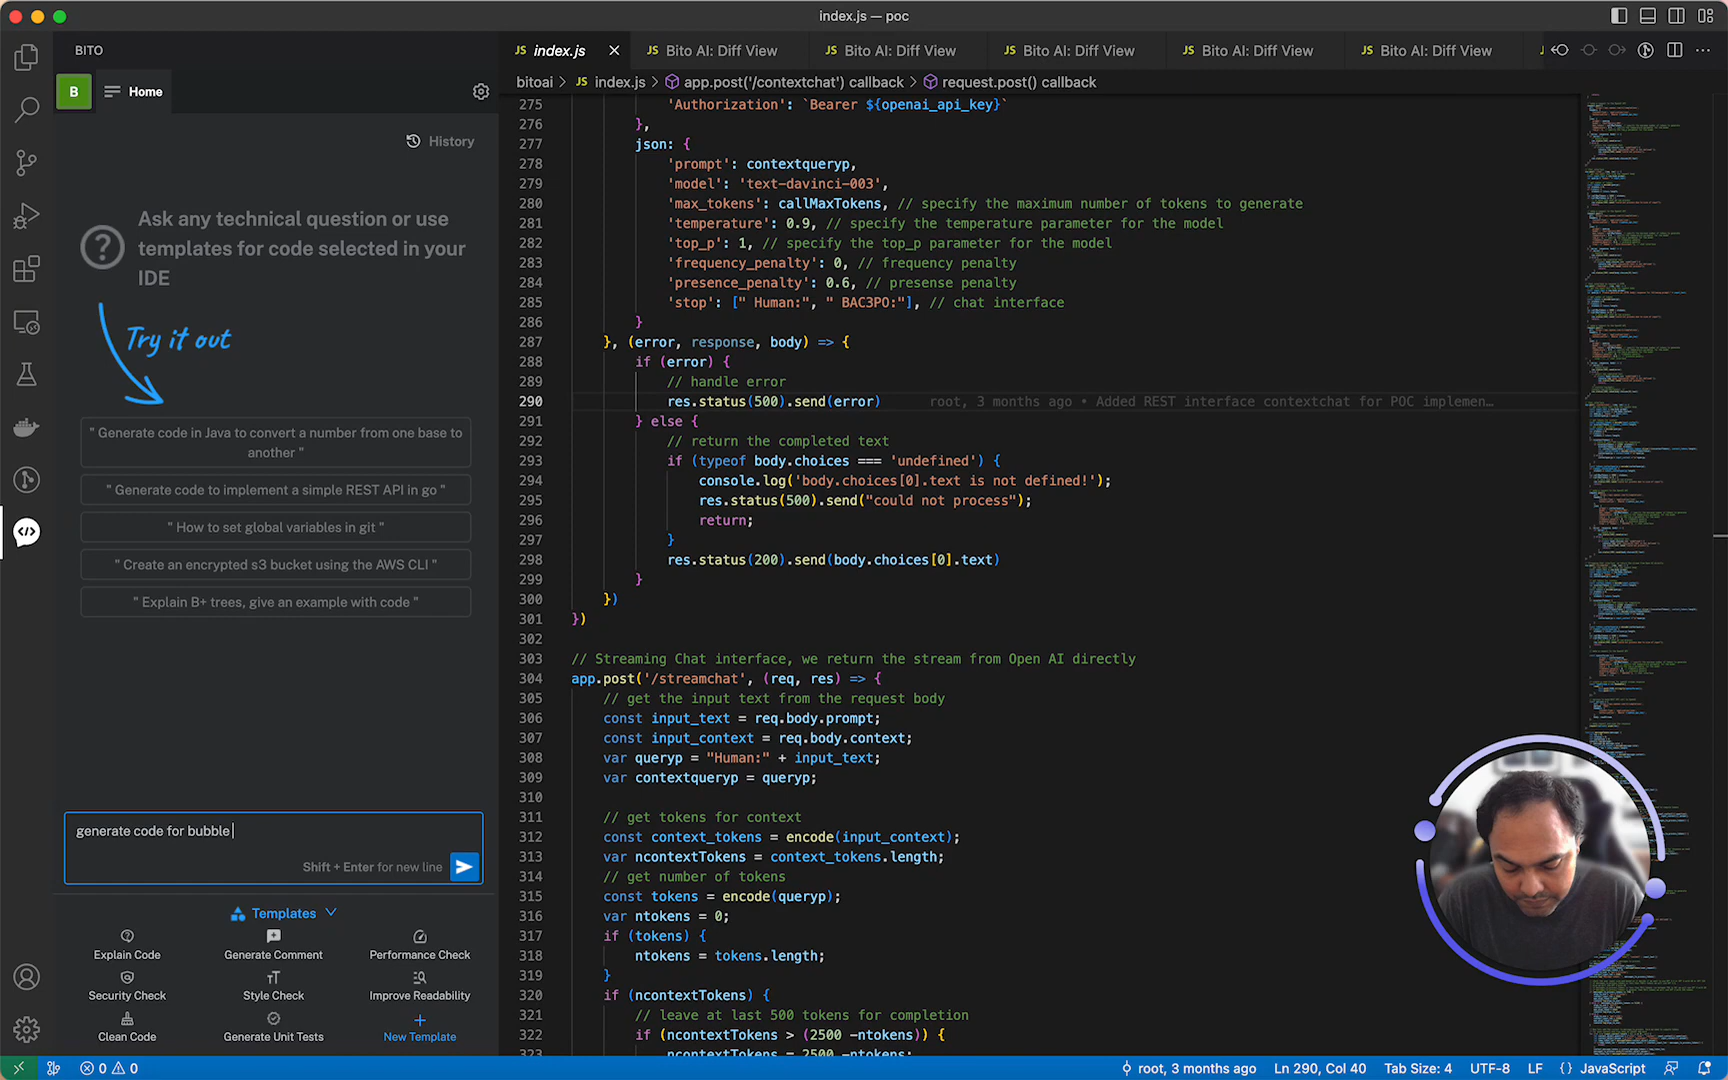 index.js — poc
BITO
B
Home
History
Ask any technical question or use
templates for code selected in your
IDE
Try it out
" Generate code in Java to convert a number from one base to
another "
" Generate code to implement a simple REST API in go "
" How to set global variables in git "
" Create an encrypted s3 bucket using the AWS CLI "
" Explain B+ trees, give an example with code "
generate code for bubble
Shift + Enter for new line
Templates
Explain Code
Generate Comment
Performance Check
Security Check
Style Check
Improve Readability
Clean Code
Generate Unit Tests
New Template
JS index.js
JS Bito AI: Diff View
JS Bito AI: Diff View
JS Bito AI: Diff View
JS Bito AI: Diff View
JS Bito AI: Diff View
bitoai > JS index.js > app.post('/contextchat') callback > request.post() callback
275 'Authorization': `Bearer ${openai_api_key}`
276 },
277 json: {
278 'prompt': contextqueryp,
279 'model': 'text-davinci-003',
280 'max_tokens': callMaxTokens, // specify the maximum number of tokens to generate
281 'temperature': 0.9, // specify the temperature parameter for the model
282 'top_p': 1, // specify the top_p parameter for the model
283 'frequency_penalty': 0, // frequency penalty
284 'presence_penalty': 0.6, // presense penalty
285 'stop': [" Human:", " BAC3PO:"], // chat interface
286 }
287 }, (error, response, body) => {
288 if (error) {
289 // handle error
290 res.status(500).send(error) root, 3 months ago • Added REST interface contextchat for POC implemen…
291 } else {
292 // return the completed text
293 if (typeof body.choices === 'undefined') {
294 console.log('body.choices[0].text is not defined!');
295 res.status(500).send("could not process");
296 return;
297 }
298 res.status(200).send(body.choices[0].text)
299 }
300 })
301 })
302
303 // Streaming Chat interface, we return the stream from Open AI directly
304 app.post('/streamchat', (req, res) => {
305 // get the input text from the request body
306 const input_text = req.body.prompt;
307 const input_context = req.body.context;
308 var queryp = "Human:" + input_text;
309 var contextqueryp = queryp;
310
311 // get tokens for context
312 const context_tokens = encode(input_context);
313 var ncontextTokens = context_tokens.length;
314 // get number of tokens
315 const tokens = encode(queryp);
316 var ntokens = 0;
317 if (tokens) {
318 ntokens = tokens.length;
319 }
320 if (ncontextTokens) {
321 // leave at last 500 tokens for completion
322 if (ncontextTokens > (2500 -ntokens)) {
323 ncontextTokens = 2500 -ntokens;
0 0
root, 3 months ago
Ln 290, Col 40
Tab Size: 4
UTF-8
LF
{} JavaScript